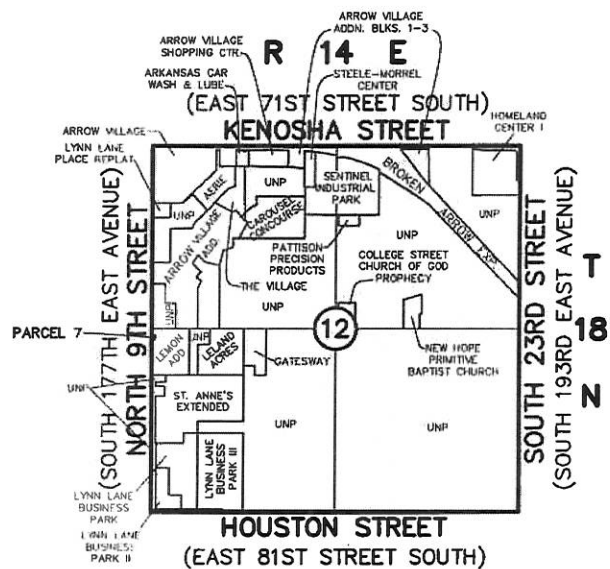 ARROW VILLAGE
ADDN. BLKS. 1-3
ARROW VILLAGE
SHOPPING CTR.
R 14 E
ARKANSAS CAR
WASH & LUBE
STEELE-MORREL
CENTER
(EAST 71ST STREET SOUTH)
KENOSHA STREET
HOMELAND
CENTER I
ARROW VILLAGE
LYNN LANE
PLACE REPLAT
UNP
AERIE
UNP
SENTINEL
INDUSTRIAL
PARK
BROKEN
ARROW EXP.
UNP
CAROUSEL
CONCOURSE
ARROW VILLAGE
ADD.
PATTISON
PRECISION
PRODUCTS
UNP
COLLEGE STREET
CHURCH OF GOD
PROPHECY
THE VILLAGE
UNP
UNP
12
PARCEL 7
LEMON
ADD
UNP
LELAND
ACRES
GATESWAY
NEW HOPE
PRIMITIVE
BAPTIST CHURCH
UNP
ST. ANNE'S
EXTENDED
UNP
UNP
LYNN LANE
BUSINESS
PARK III
LYNN LANE
BUSINESS
PARK
LYNN LANE
BUSINESS
PARK II
NORTH 9TH STREET
(SOUTH 177TH EAST AVENUE)
SOUTH 23RD STREET
(SOUTH 193RD EAST AVENUE)
T
18
N
HOUSTON STREET
(EAST 81ST STREET SOUTH)